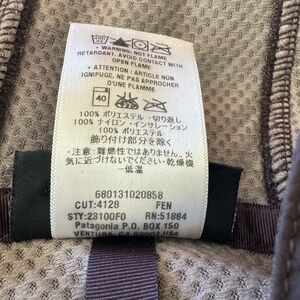 • WARNING: NOT FLAME
RETARDANT. AVOID CONTACT WITH
OPEN FLAME
• ATTENTION: ARTICLE NON
IGNIFUGE. NE PAS APPROCHER
D'UNE FLAMME.
40
100% ポリエステル・切り返し
100% ナイロン・インサレーション
100% ポリエステル
飾り付け部分を除く
・注意：難燃性ではありません。火
気に近づけないでください。乾燥機
ー低温
680131020858
CUT:4128 FEN
STY:23100F0 RN:51884
Patagonia P.O. BOX 150
VENTURA, CA 93002 USA